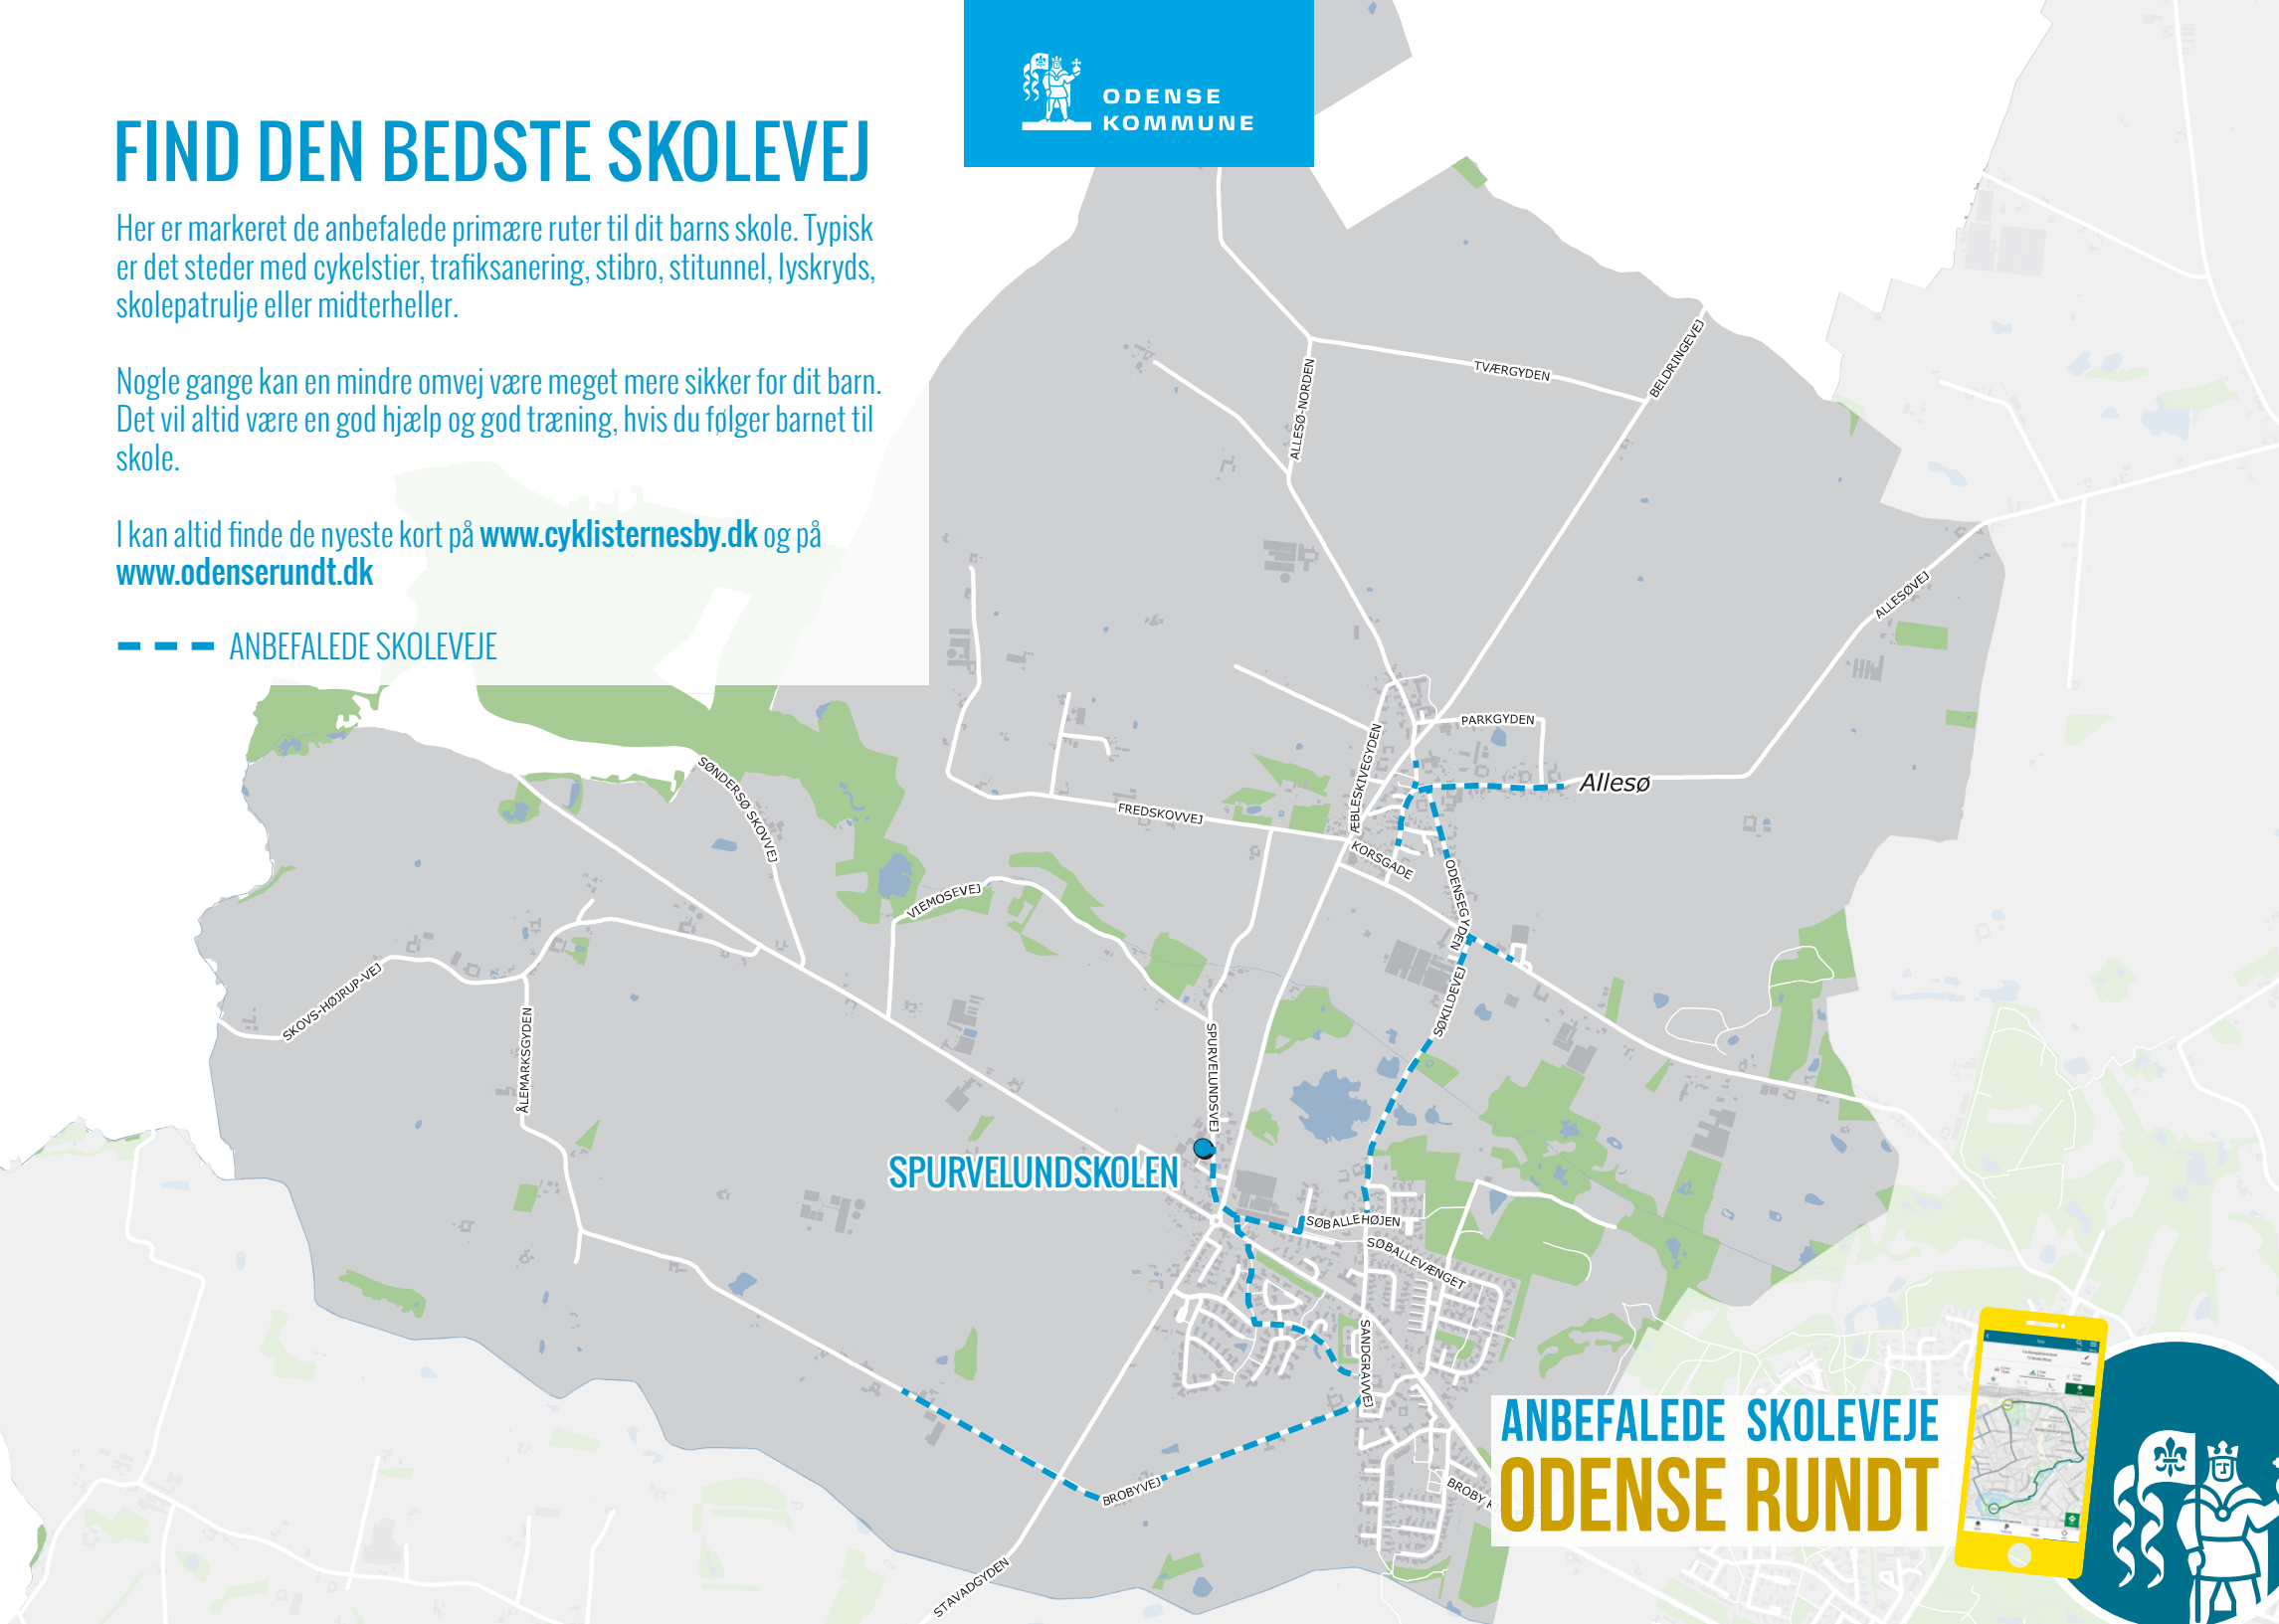 ODENSE
KOMMUNE
FIND DEN BEDSTE SKOLEVEJ
Her er markeret de anbefalede primære ruter til dit barns skole. Typisk
er det steder med cykelstier, trafiksanering, stibro, stitunnel, lyskryds,
skolepatrulje eller midterheller.
Nogle gange kan en mindre omvej være meget mere sikker for dit barn.
Det vil altid være en god hjælp og god træning, hvis du følger barnet til
skole.
I kan altid finde de nyeste kort på www.cyklisternesby.dk og på
www.odenserundt.dk
ANBEFALEDE SKOLEVEJE
TVÆRGYDEN
BELDRINGEVEJ
ALLESØ-NORDEN
ALLESØVEJ
PARKGYDEN
ÆBLESKIVEGYDEN
Allesø
SØNDERSØ SKOVVEJ
FREDSKOVVEJ
KORSGADE
VIEMOSEVEJ
ODENSEGYDEN
SKOVS-HØJRUP-VEJ
SØKILDEVEJ
ÅLEMARKSGYDEN
SPURVELUNDSVEJ
SPURVELUNDSKOLEN
SØBALLEHØJEN
SØBALLEVÆNGET
SANDGRAVVEJ
BROBYVEJ
BROBY
STAVADGYDEN
ANBEFALEDE SKOLEVEJE
ODENSE RUNDT